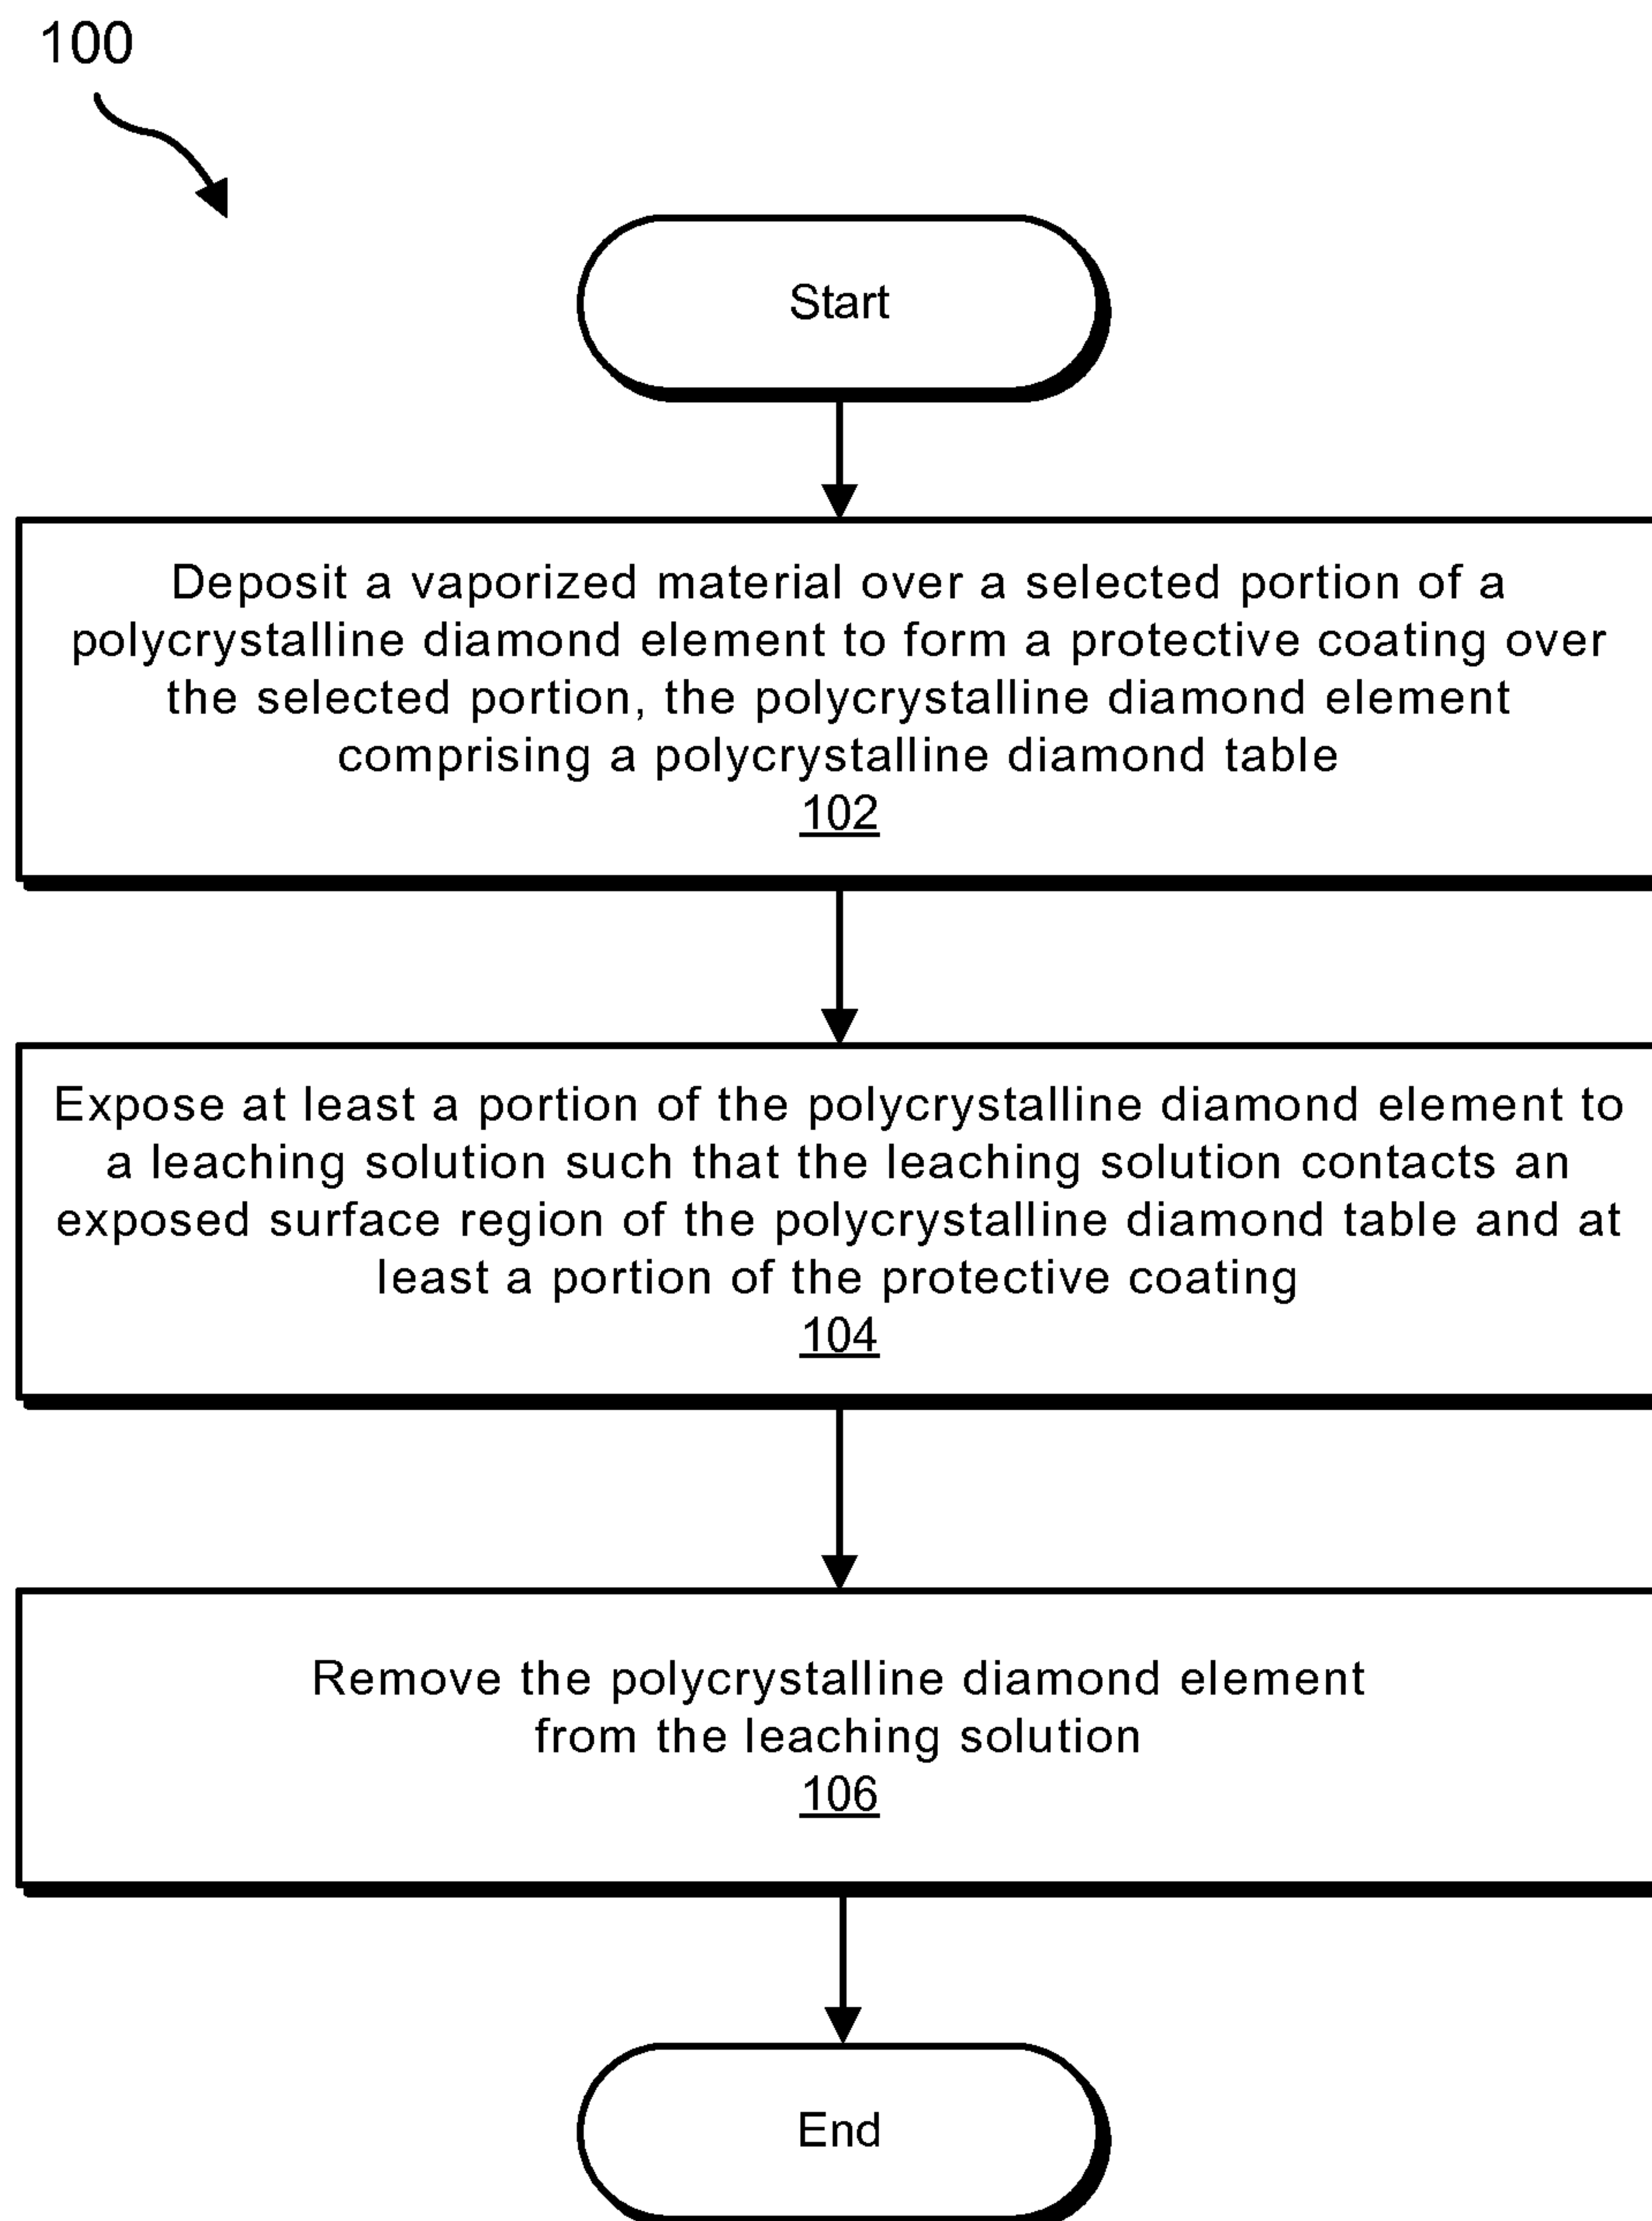 100
Start
Deposit a vaporized material over a selected portion of a
polycrystalline diamond element to form a protective coating over
the selected portion, the polycrystalline diamond element
comprising a polycrystalline diamond table
102
Expose at least a portion of the polycrystalline diamond element to
a leaching solution such that the leaching solution contacts an
exposed surface region of the polycrystalline diamond table and at
least a portion of the protective coating
104
Remove the polycrystalline diamond element
from the leaching solution
106
End